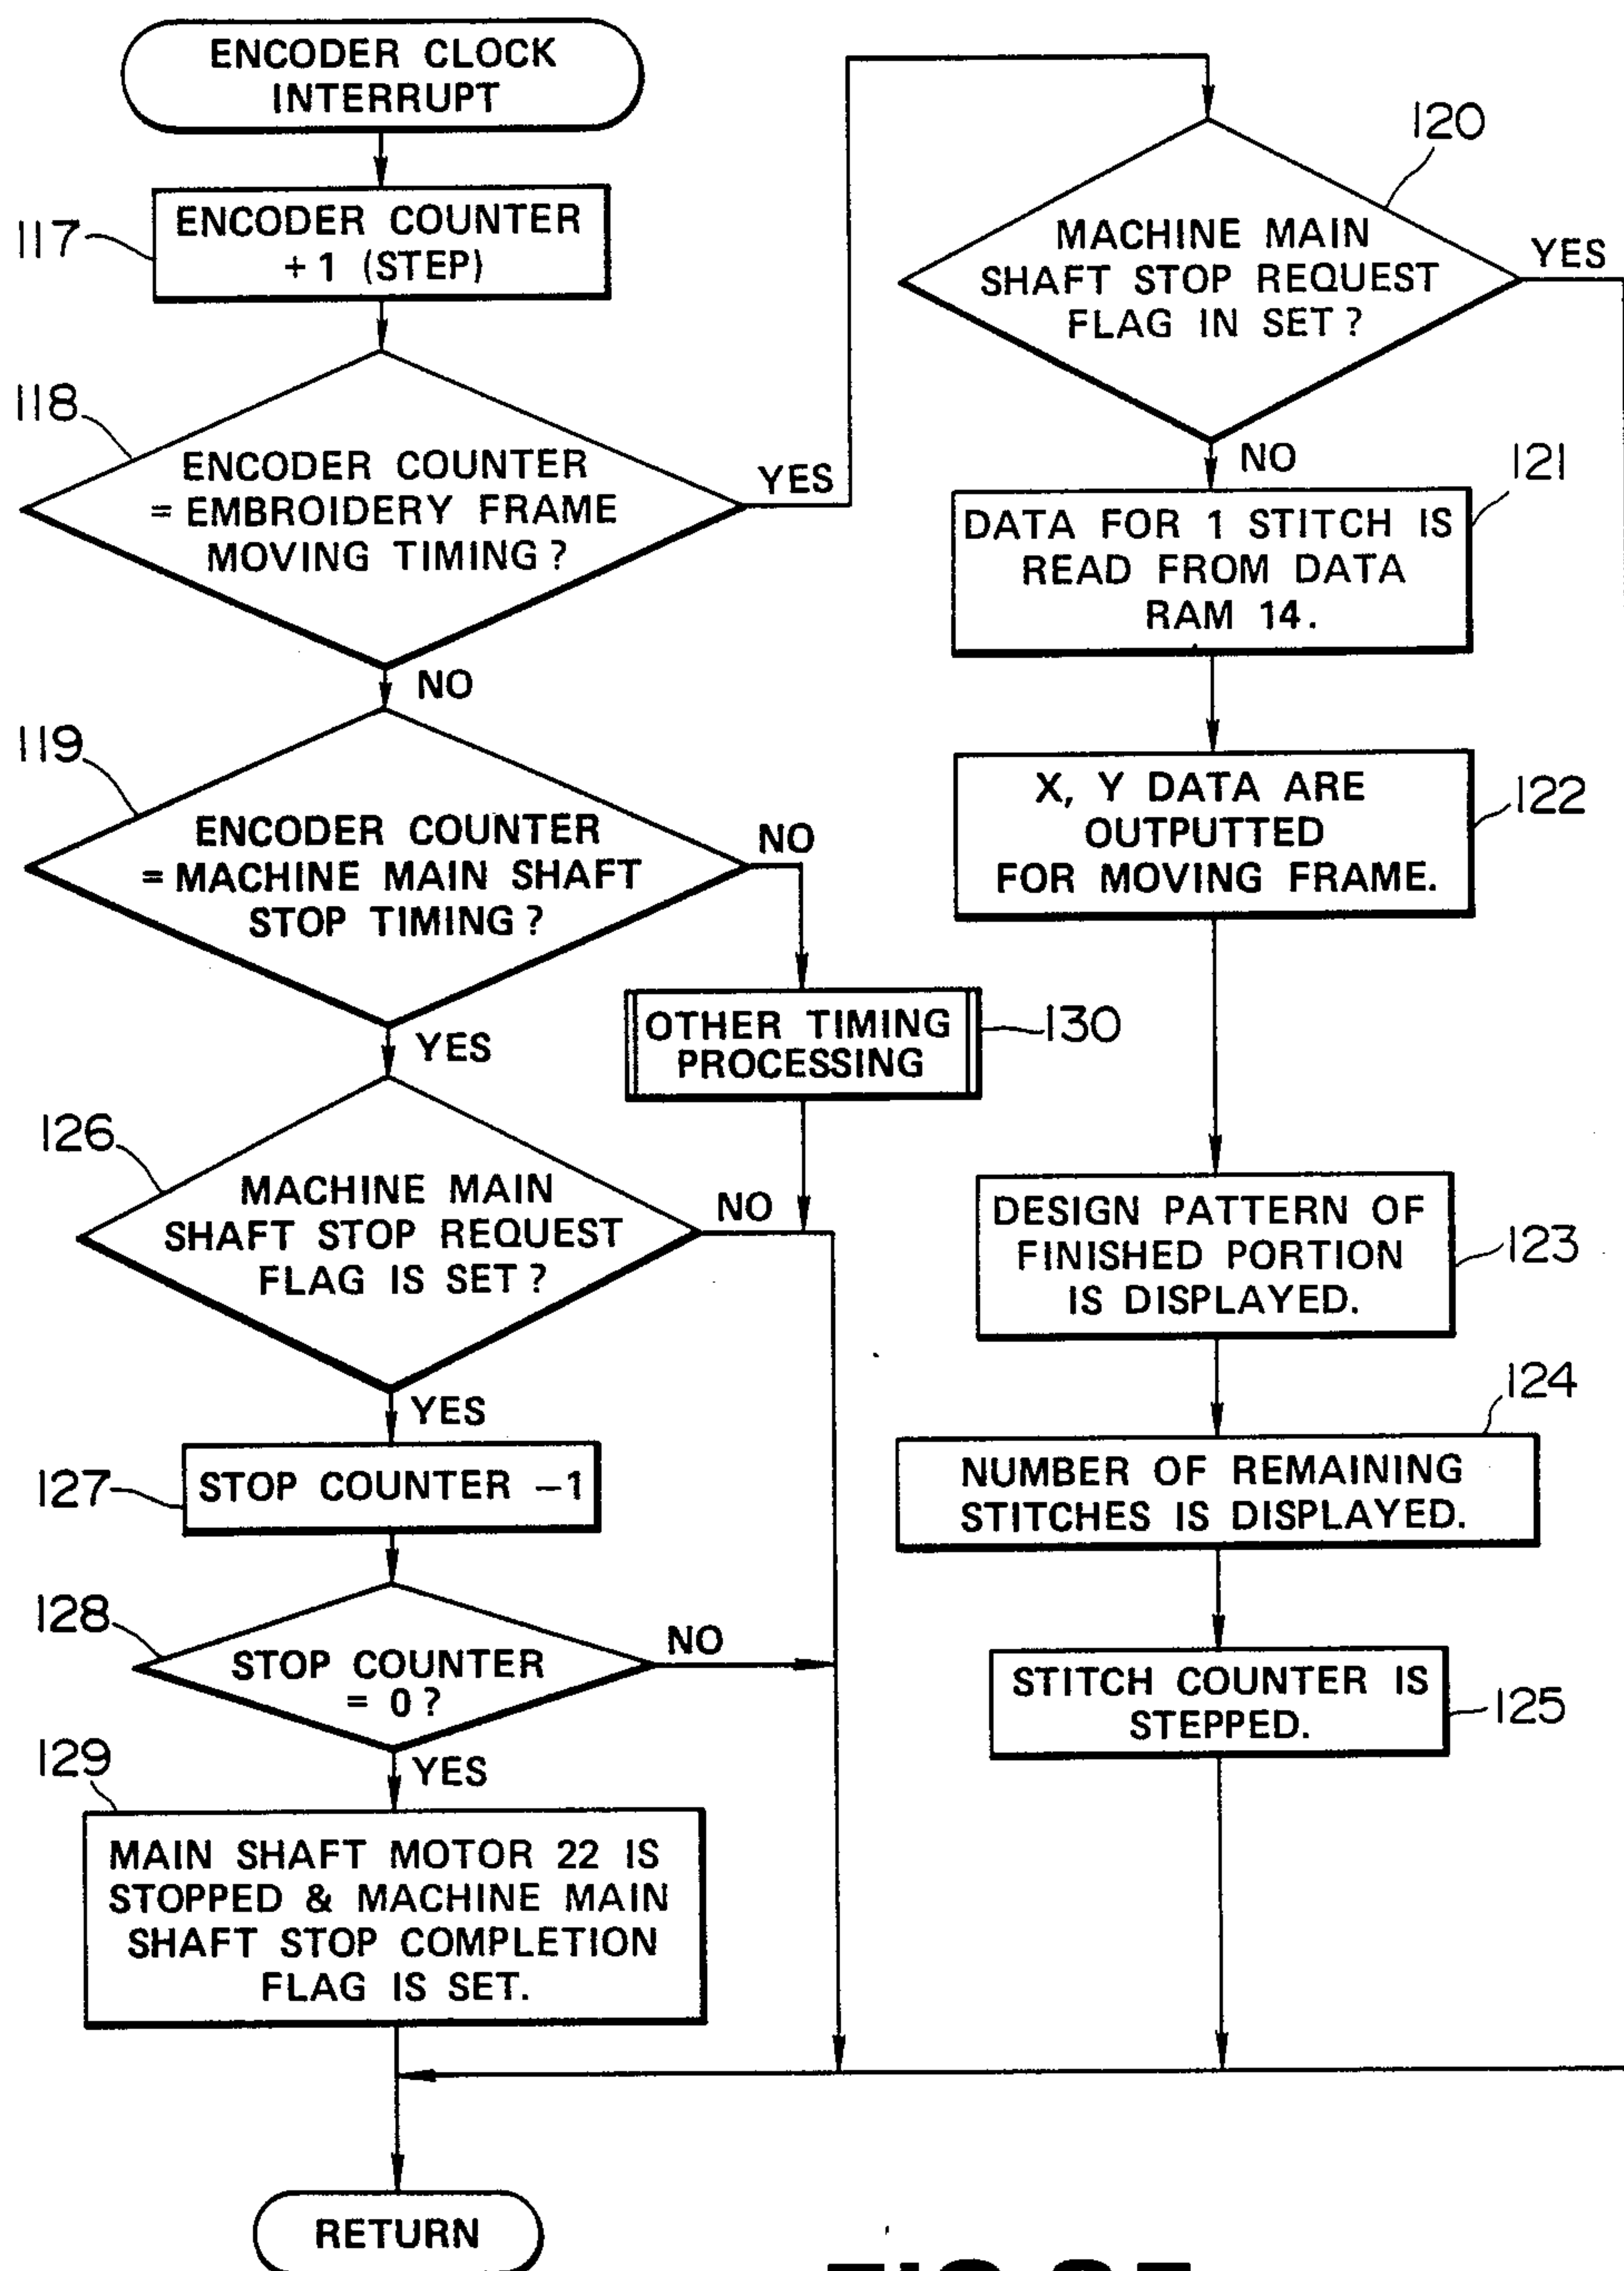 ENCODER CLOCK
INTERRUPT
117
ENCODER COUNTER
+1 (STEP)
118
ENCODER COUNTER
= EMBROIDERY FRAME
MOVING TIMING?
YES
NO
119
ENCODER COUNTER
= MACHINE MAIN SHAFT
STOP TIMING?
NO
YES
OTHER TIMING
PROCESSING
130
126
MACHINE MAIN
SHAFT STOP REQUEST
FLAG IS SET?
NO
YES
127
STOP COUNTER -1
128
STOP COUNTER
= 0?
NO
YES
129
MAIN SHAFT MOTOR 22 IS
STOPPED & MACHINE MAIN
SHAFT STOP COMPLETION
FLAG IS SET.
RETURN
120
MACHINE MAIN
SHAFT STOP REQUEST
FLAG IN SET?
YES
NO
121
DATA FOR 1 STITCH IS
READ FROM DATA
RAM 14.
X, Y DATA ARE
OUTPUTTED
FOR MOVING FRAME.
122
DESIGN PATTERN OF
FINISHED PORTION
IS DISPLAYED.
123
124
NUMBER OF REMAINING
STITCHES IS DISPLAYED.
STITCH COUNTER IS
STEPPED.
125